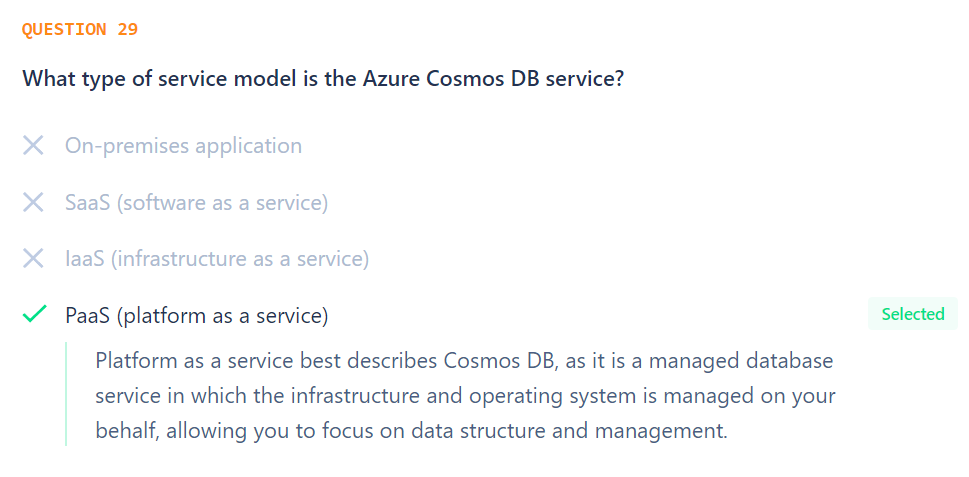 QUESTION 29
What type of service model is the Azure Cosmos DB service?
On-premises application
SaaS (software as a service)
IaaS (infrastructure as a service)
PaaS (platform as a service)
Selected
Platform as a service best describes Cosmos DB, as it is a managed database
service in which the infrastructure and operating system is managed on your
behalf, allowing you to focus on data structure and management.